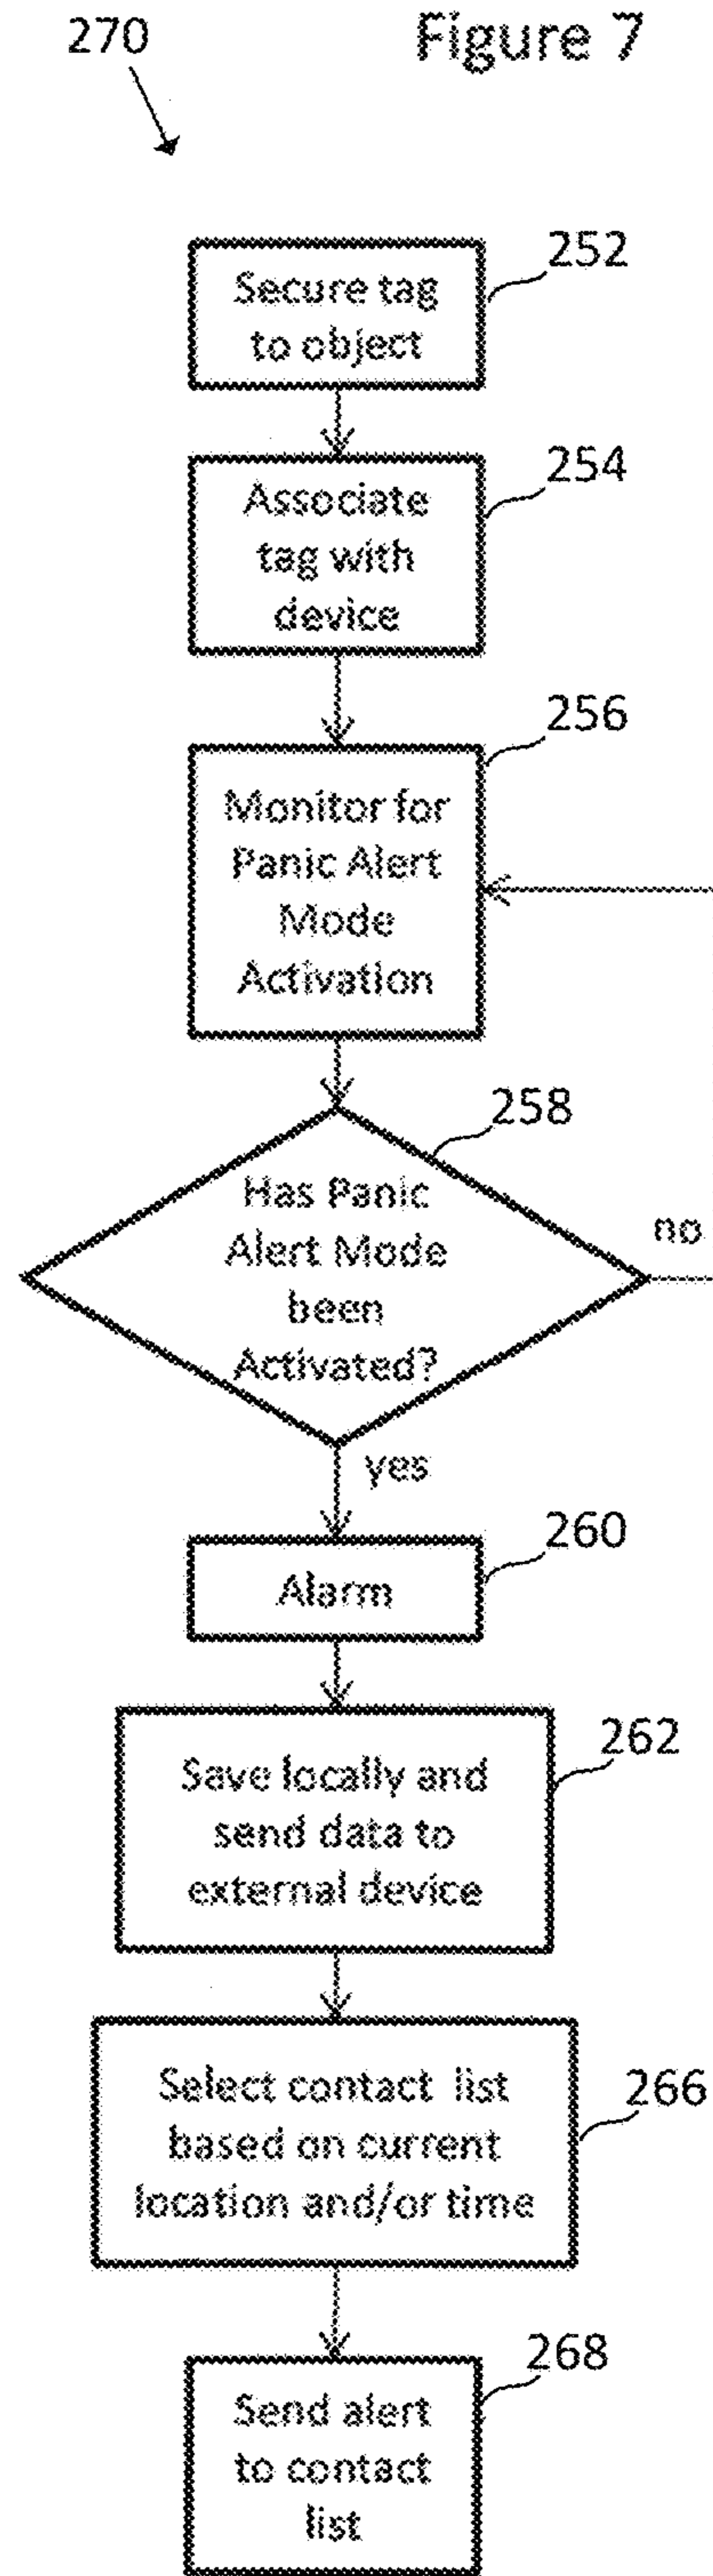 270
Figure 7
252
Secure tag
to object
254
Associate
tag with
device
256
Monitor for
Panic Alert
Mode
Activation
258
Has Panic
Alert Mode
been
Activated?
no
yes
260
Alarm
262
Save locally and
send data to
external device
266
Select contact list
based on current
location and/or time
268
Send alert
to contact
list